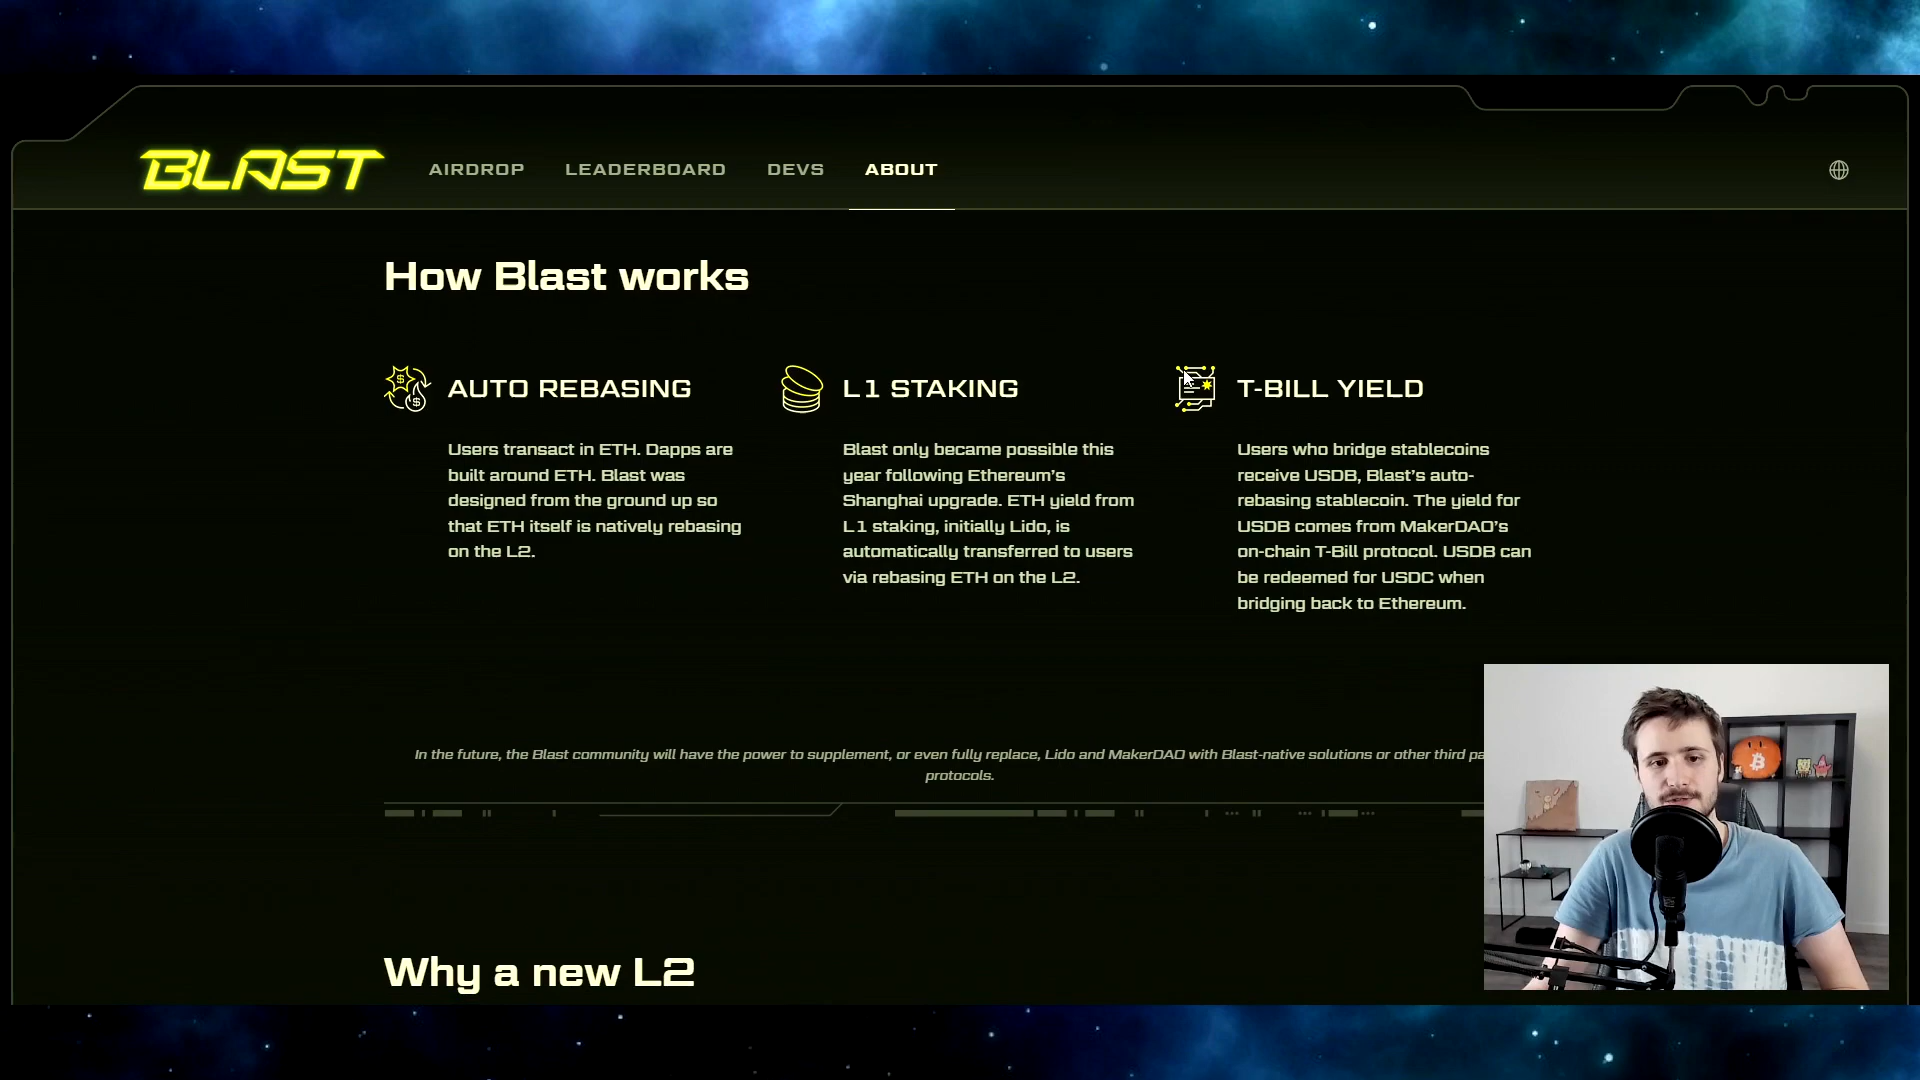 BLAST AIRDROP LEADERBOARD DEVS ABOUT
How Blast works
AUTO REBASING
Users transact in ETH. Dapps are
built around ETH. Blast was
designed from the ground up so
that ETH itself is natively rebasing
on the L2.
L1 STAKING
Blast only became possible this
year following Ethereum's
Shanghai upgrade. ETH yield from
L1 staking, initially Lido, is
automatically transferred to users
via rebasing ETH on the L2.
T-BILL YIELD
Users who bridge stablecoins
receive USDB, Blast's auto-
rebasing stablecoin. The yield for
USDB comes from MakerDAO's
on-chain T-Bill protocol. USDB can
be redeemed for USDC when
bridging back to Ethereum.
In the future, the Blast community will have the power to supplement, or even fully replace, Lido and MakerDAO with Blast-native solutions or other third pa
protocols.
Why a new L2